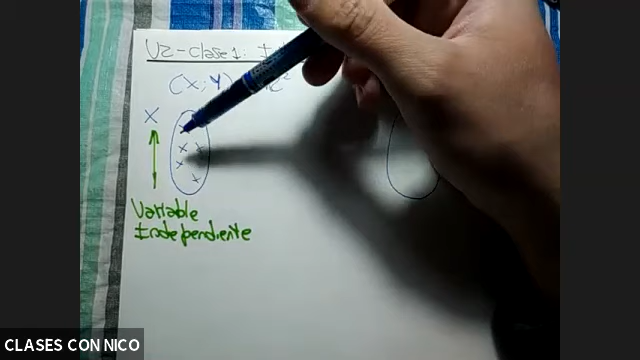 U2-Clase 1:
(X; Y)
X
Variable
Independiente
CLASES CON NICO